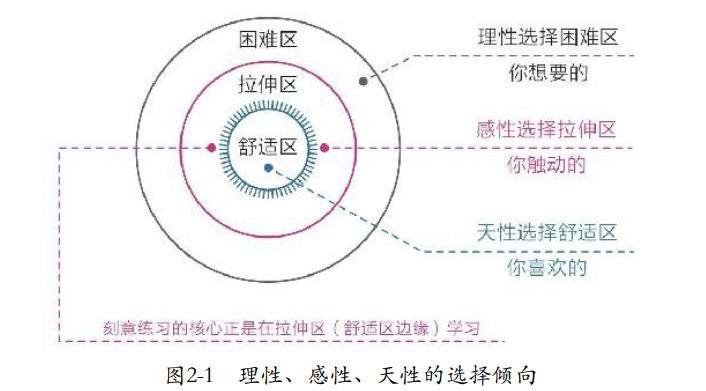 困难区
拉伸区
舒适区
理性选择困难区
你想要的
感性选择拉伸区
你触动的
天性选择舒适区
你喜欢的
刻意练习的核心正是在拉伸区（舒适区边缘）学习
图2-1 理性、感性、天性的选择倾向